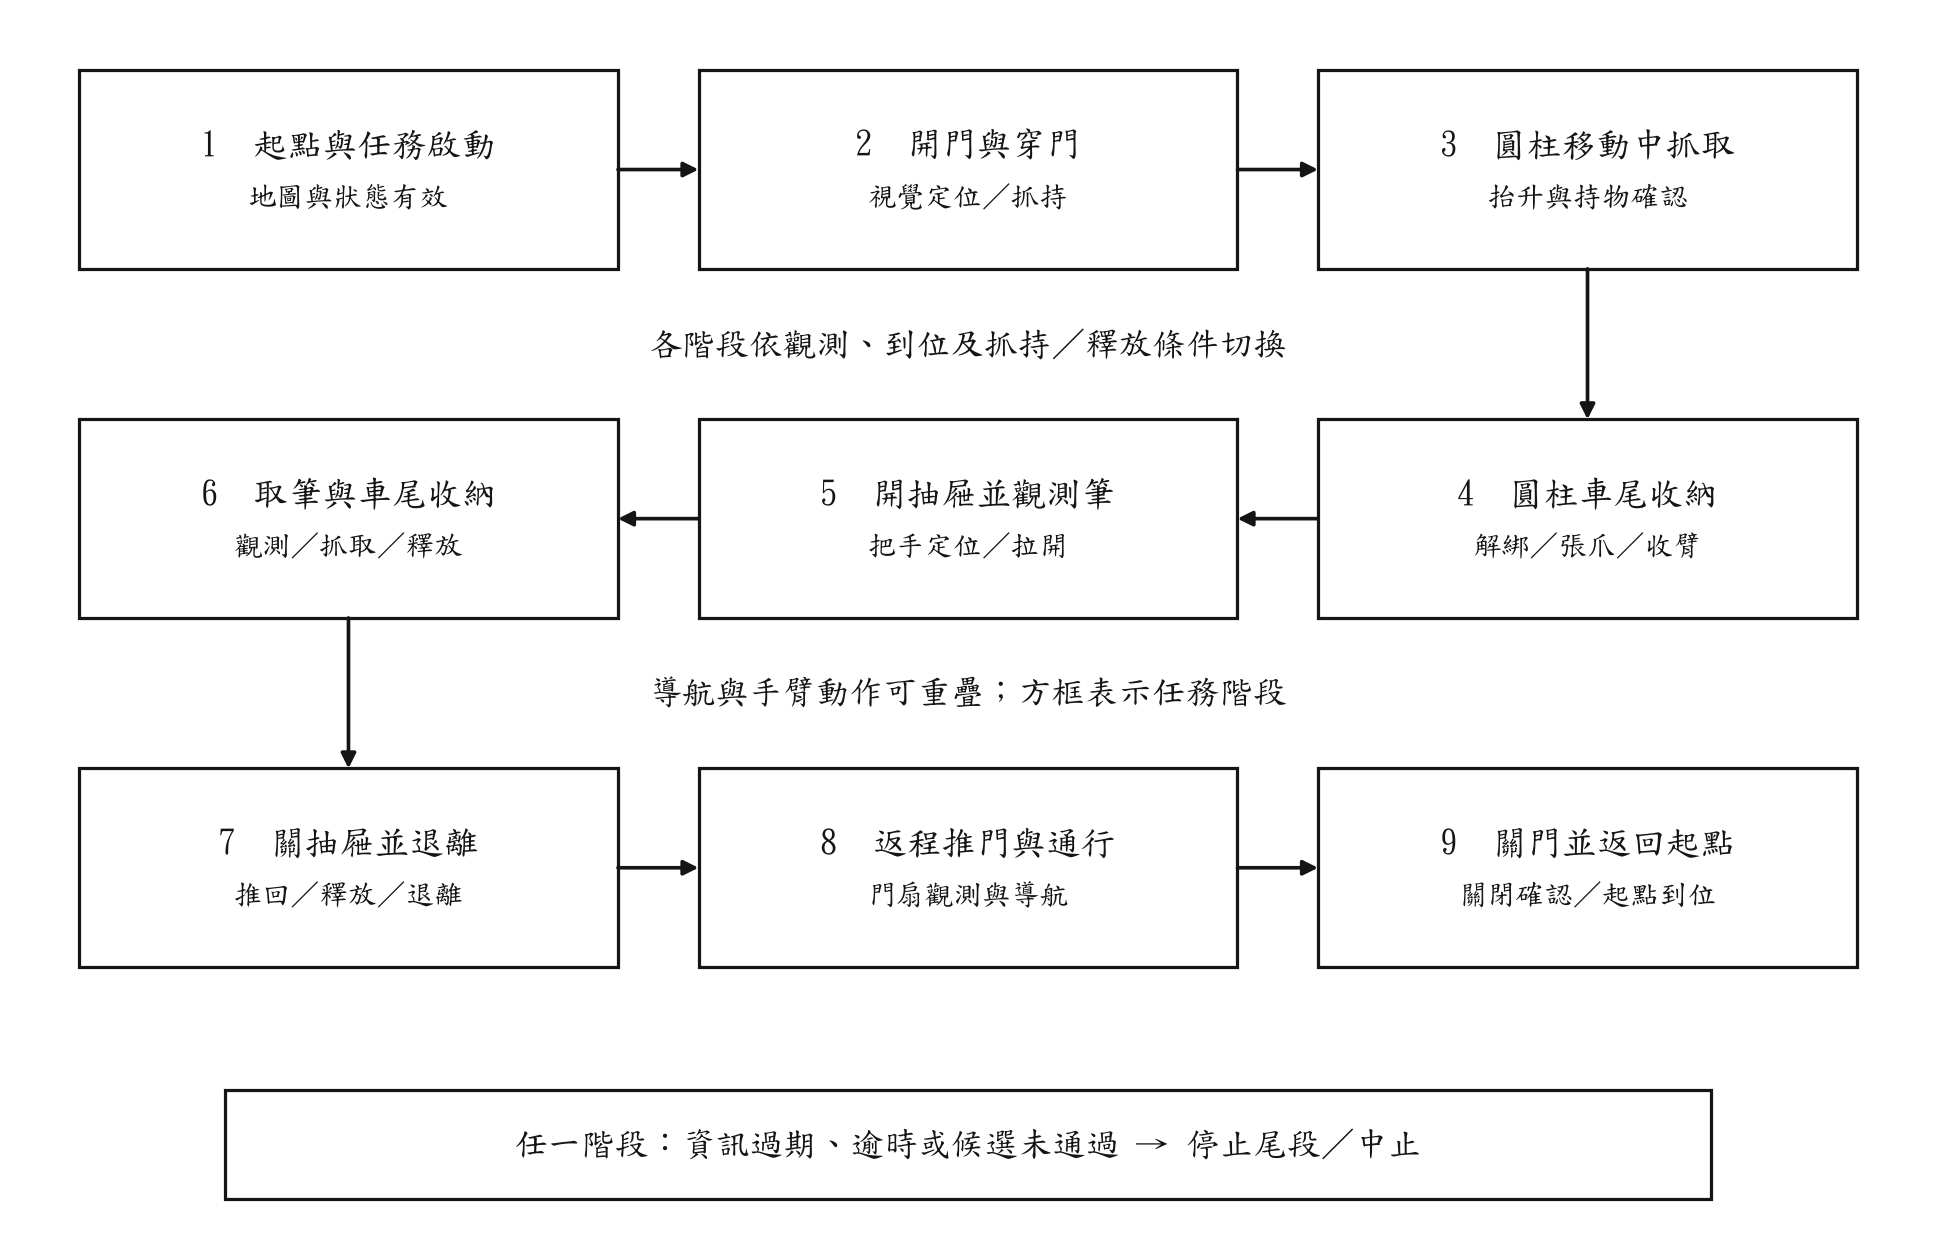 1 起點與任務啟動
地圖與狀態有效
2 開門與穿門
視覺定位／抓持
3 圓柱移動中抓取
抬升與持物確認
各階段依觀測、到位及抓持／釋放條件切換
4 圓柱車尾收納
解綁／張爪／收臂
5 開抽屜並觀測筆
把手定位／拉開
6 取筆與車尾收納
觀測／抓取／釋放
導航與手臂動作可重疊；方框表示任務階段
7 關抽屜並退離
推回／釋放／退離
8 返程推門與通行
門扇觀測與導航
9 關門並返回起點
關閉確認／起點到位
任一階段：資訊過期、逾時或候選未通過 → 停止尾段／中止